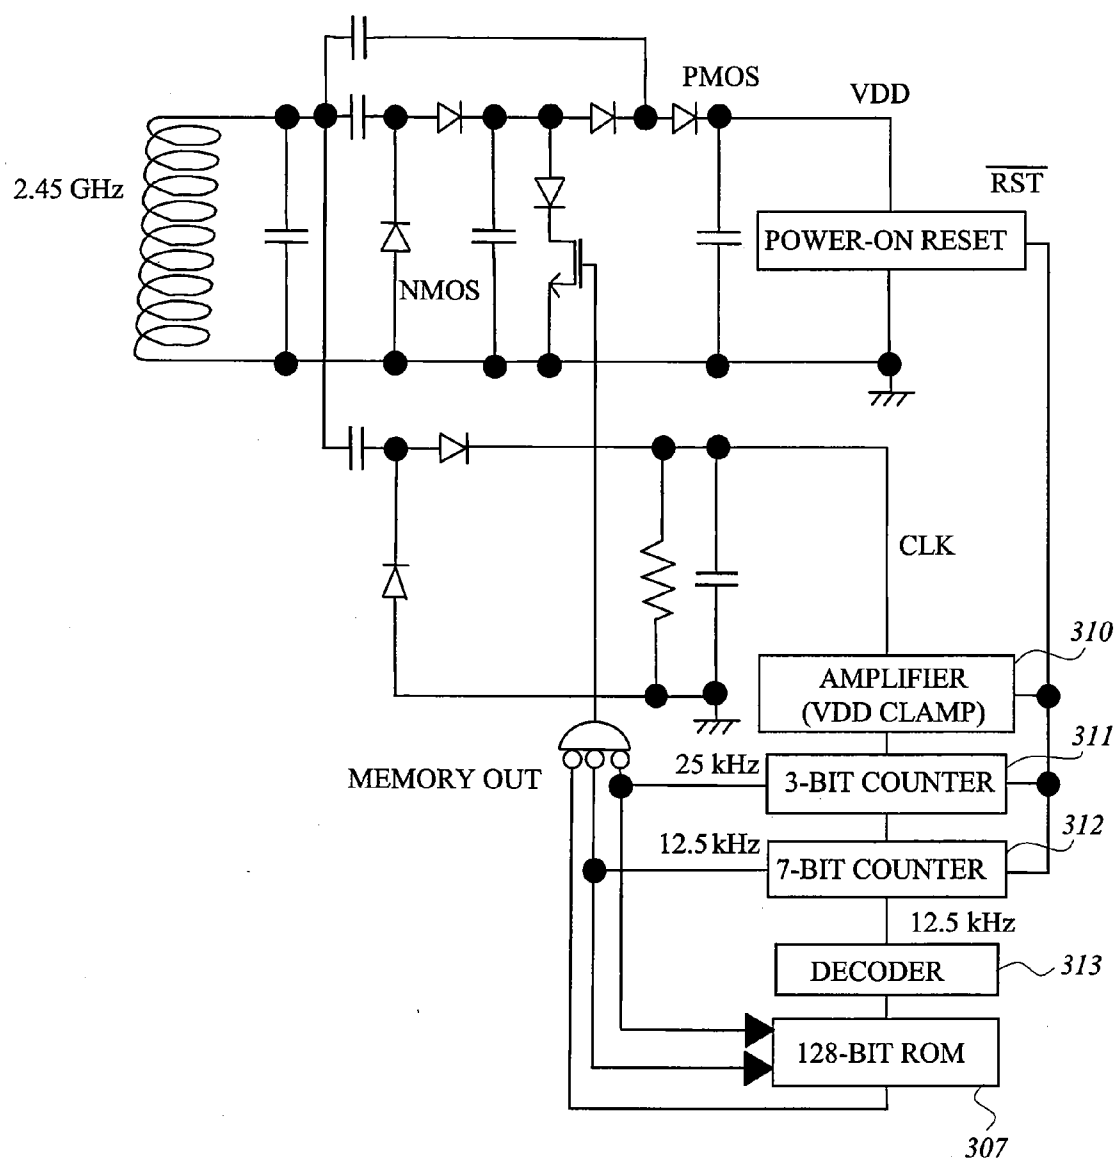 PMOS
VDD
2.45 GHz
R̅S̅T̅
POWER-ON RESET
NMOS
CLK
310
AMPLIFIER
(VDD CLAMP)
311
MEMORY OUT
25 kHz
3-BIT COUNTER
312
12.5 kHz
7-BIT COUNTER
12.5 kHz
DECODER
313
128-BIT ROM
307